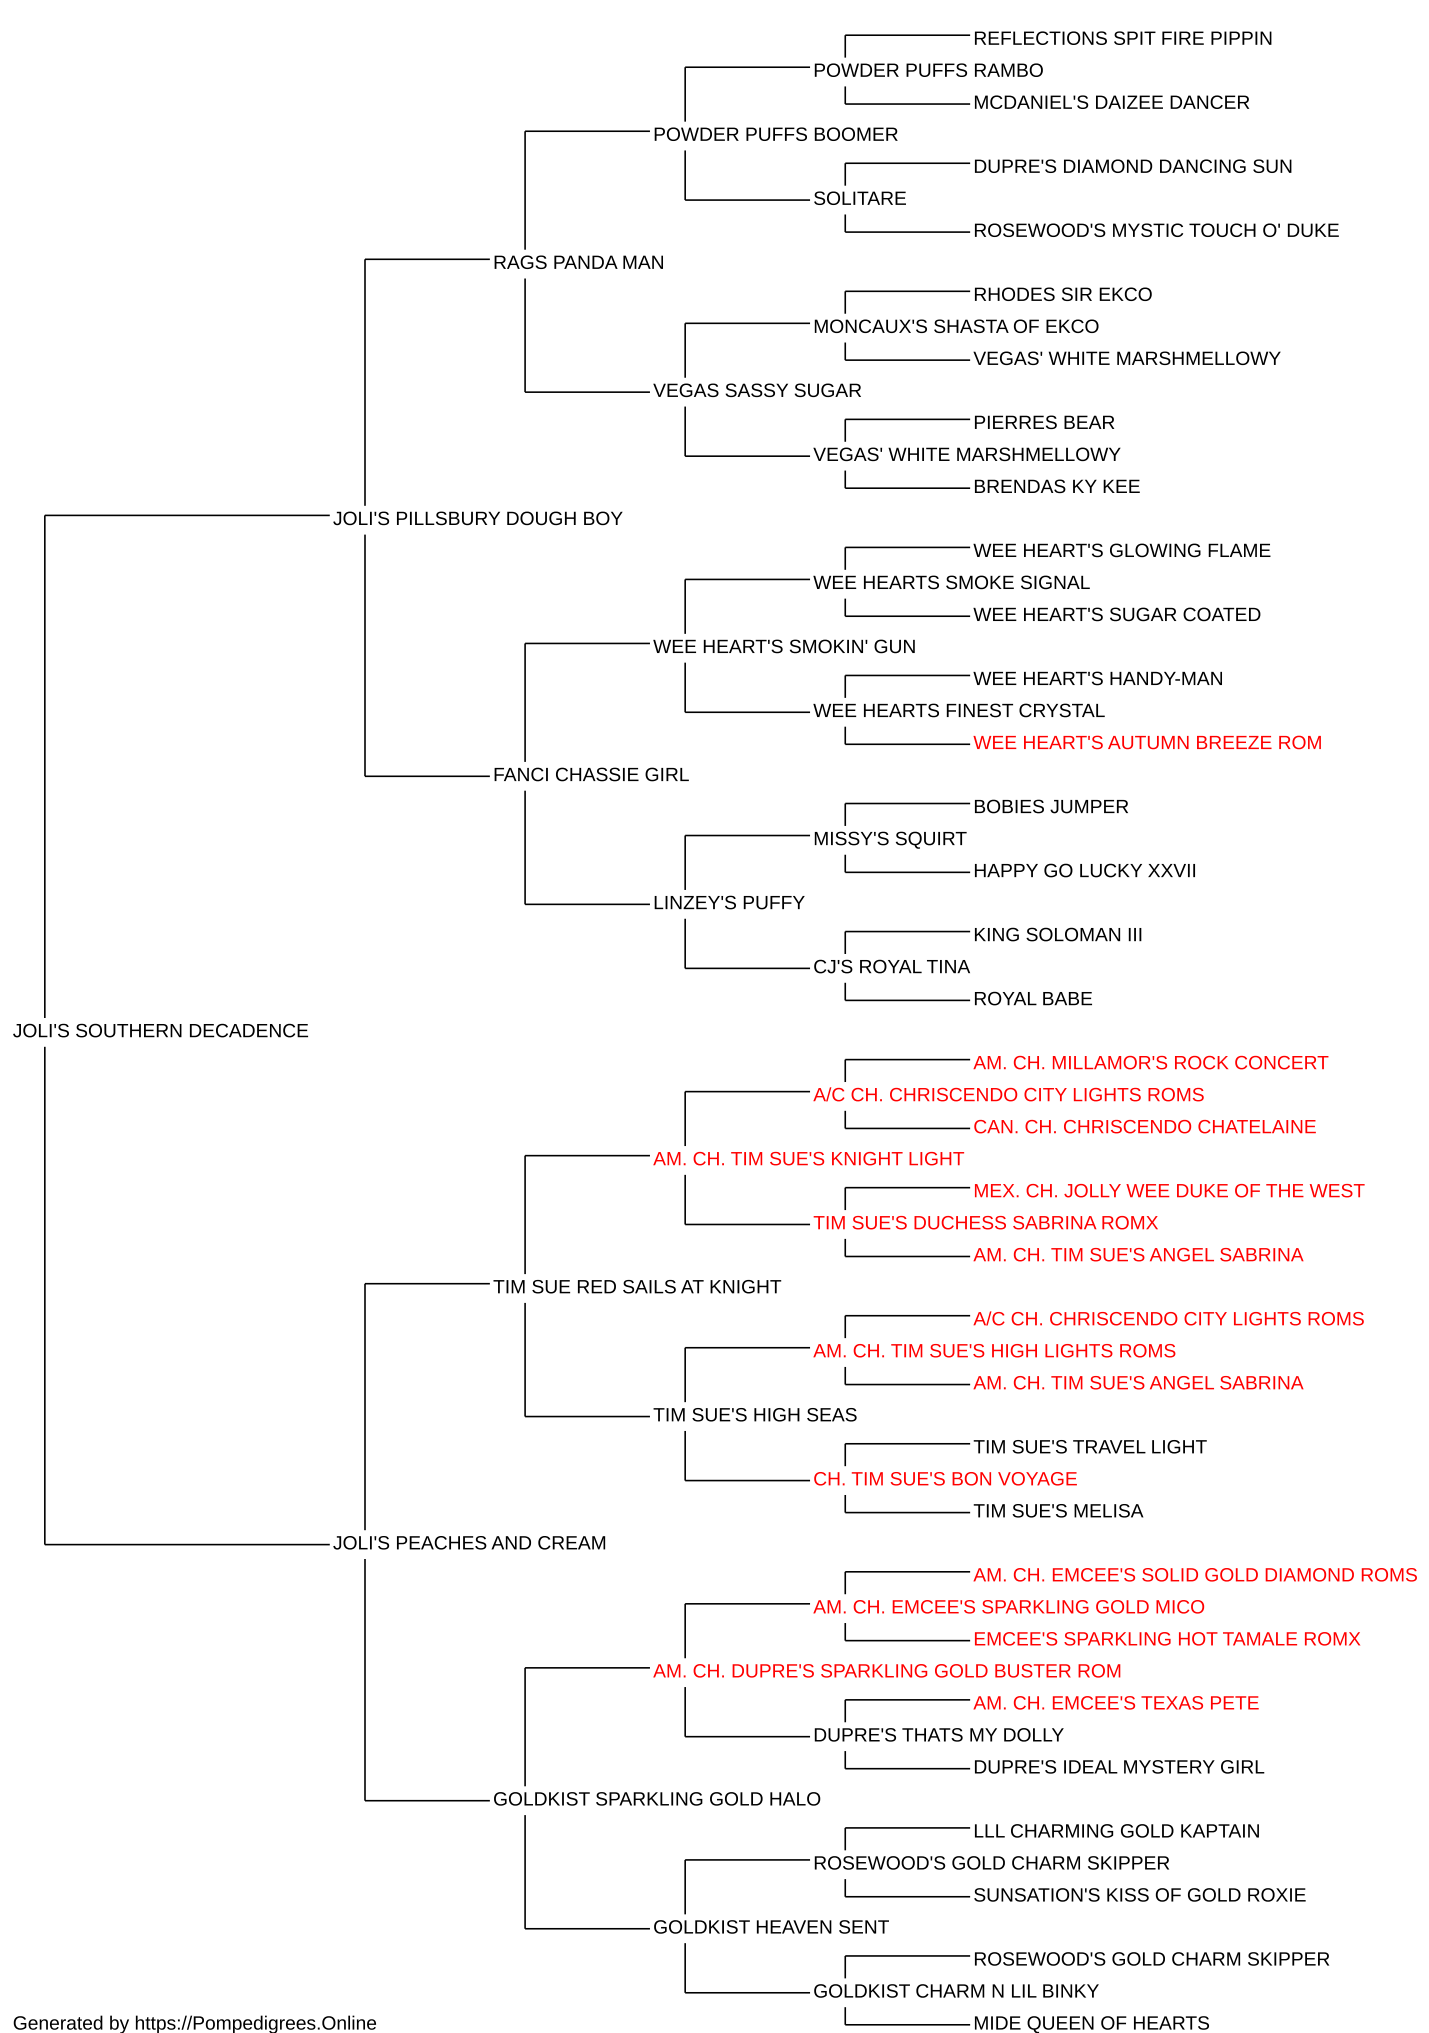 REFLECTIONS SPIT FIRE PIPPIN
POWDER PUFFS RAMBO
MCDANIEL'S DAIZEE DANCER
POWDER PUFFS BOOMER
DUPRE'S DIAMOND DANCING SUN
SOLITARE
ROSEWOOD'S MYSTIC TOUCH O' DUKE
RAGS PANDA MAN
RHODES SIR EKCO
MONCAUX'S SHASTA OF EKCO
VEGAS' WHITE MARSHMELLOWY
VEGAS SASSY SUGAR
PIERRES BEAR
VEGAS' WHITE MARSHMELLOWY
BRENDAS KY KEE
JOLI'S PILLSBURY DOUGH BOY
WEE HEART'S GLOWING FLAME
WEE HEARTS SMOKE SIGNAL
WEE HEART'S SUGAR COATED
WEE HEART'S SMOKIN' GUN
WEE HEART'S HANDY-MAN
WEE HEARTS FINEST CRYSTAL
WEE HEART'S AUTUMN BREEZE ROM
FANCI CHASSIE GIRL
BOBIES JUMPER
MISSY'S SQUIRT
HAPPY GO LUCKY XXVII
LINZEY'S PUFFY
KING SOLOMAN III
CJ'S ROYAL TINA
ROYAL BABE
JOLI'S SOUTHERN DECADENCE
AM. CH. MILLAMOR'S ROCK CONCERT
A/C CH. CHRISCENDO CITY LIGHTS ROMS
CAN. CH. CHRISCENDO CHATELAINE
AM. CH. TIM SUE'S KNIGHT LIGHT
MEX. CH. JOLLY WEE DUKE OF THE WEST
TIM SUE'S DUCHESS SABRINA ROMX
AM. CH. TIM SUE'S ANGEL SABRINA
TIM SUE RED SAILS AT KNIGHT
A/C CH. CHRISCENDO CITY LIGHTS ROMS
AM. CH. TIM SUE'S HIGH LIGHTS ROMS
AM. CH. TIM SUE'S ANGEL SABRINA
TIM SUE'S HIGH SEAS
TIM SUE'S TRAVEL LIGHT
CH. TIM SUE'S BON VOYAGE
TIM SUE'S MELISA
JOLI'S PEACHES AND CREAM
AM. CH. EMCEE'S SOLID GOLD DIAMOND ROMS
AM. CH. EMCEE'S SPARKLING GOLD MICO
EMCEE'S SPARKLING HOT TAMALE ROMX
AM. CH. DUPRE'S SPARKLING GOLD BUSTER ROM
AM. CH. EMCEE'S TEXAS PETE
DUPRE'S THATS MY DOLLY
DUPRE'S IDEAL MYSTERY GIRL
GOLDKIST SPARKLING GOLD HALO
LLL CHARMING GOLD KAPTAIN
ROSEWOOD'S GOLD CHARM SKIPPER
SUNSATION'S KISS OF GOLD ROXIE
GOLDKIST HEAVEN SENT
ROSEWOOD'S GOLD CHARM SKIPPER
GOLDKIST CHARM N LIL BINKY
MIDE QUEEN OF HEARTS
Generated by https://Pompedigrees.Online